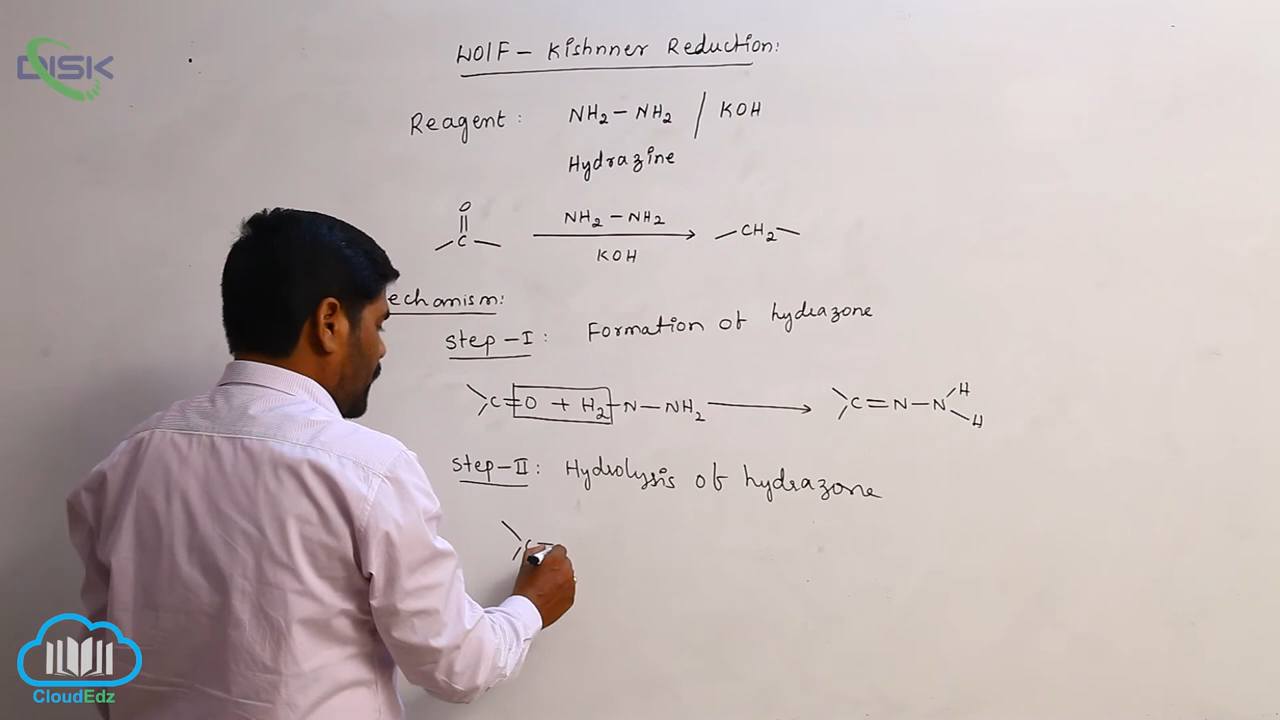 DISK
WOlF - Kishnner Reduction:
Reagent: NH2 - NH2 / KOH
Hydrazine
O
NH2 - NH2
C CH2
KOH
echanism:
Step - I : Formation of hydrazone
C = O + H2 - N - NH2 → C = N - N H H
Step - II : Hydrolysis of hydrazone
C
CloudEdz